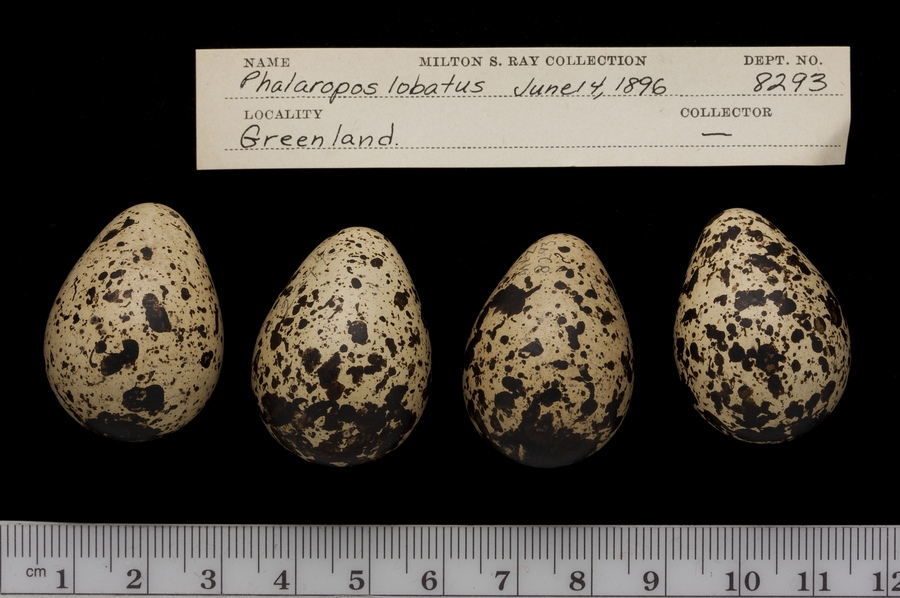 NAME MILTON S. RAY COLLECTION DEPT. NO.
Phalaropos lobatus June 14, 1896 8293
LOCALITY COLLECTOR
Greenland. —
cm 1 2 3 4 5 6 7 8 9 10 11 12